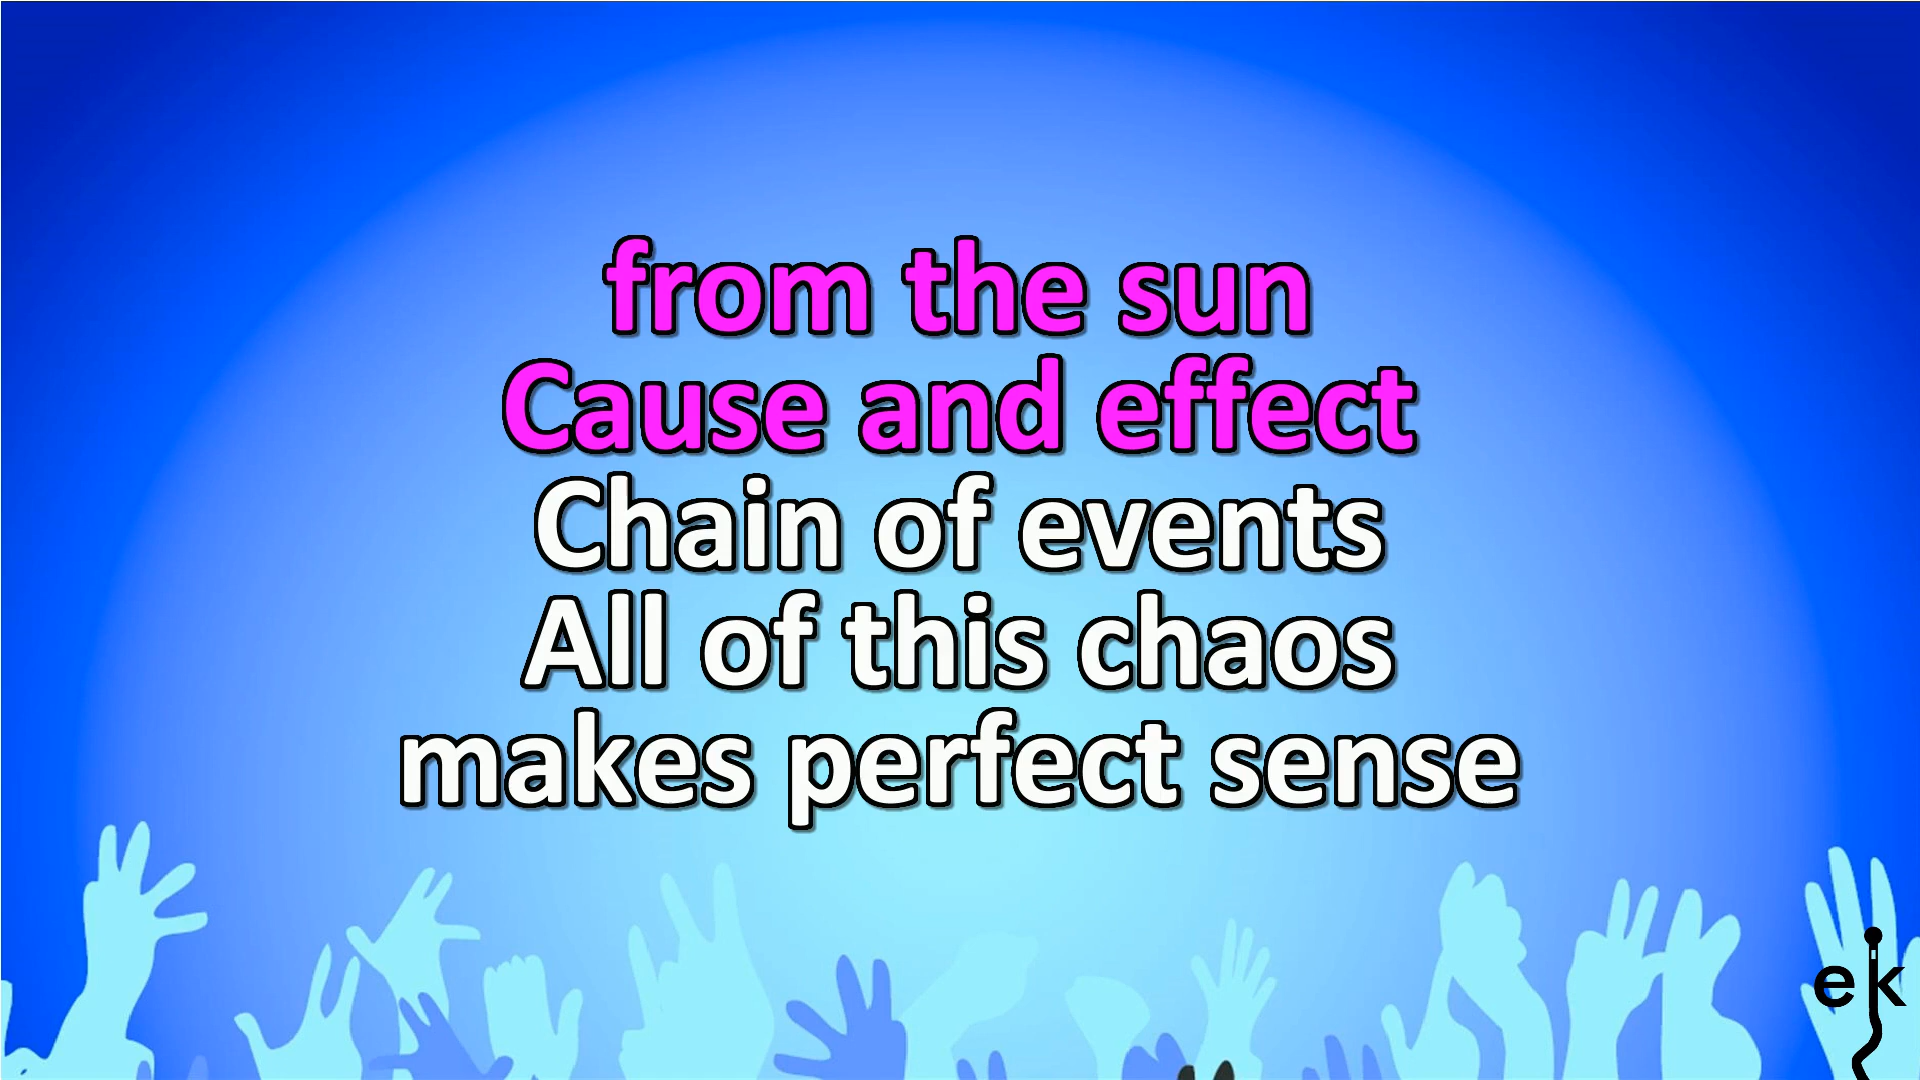 from the sun
Cause and effect
Chain of events
All of this chaos
makes perfect sense
ek